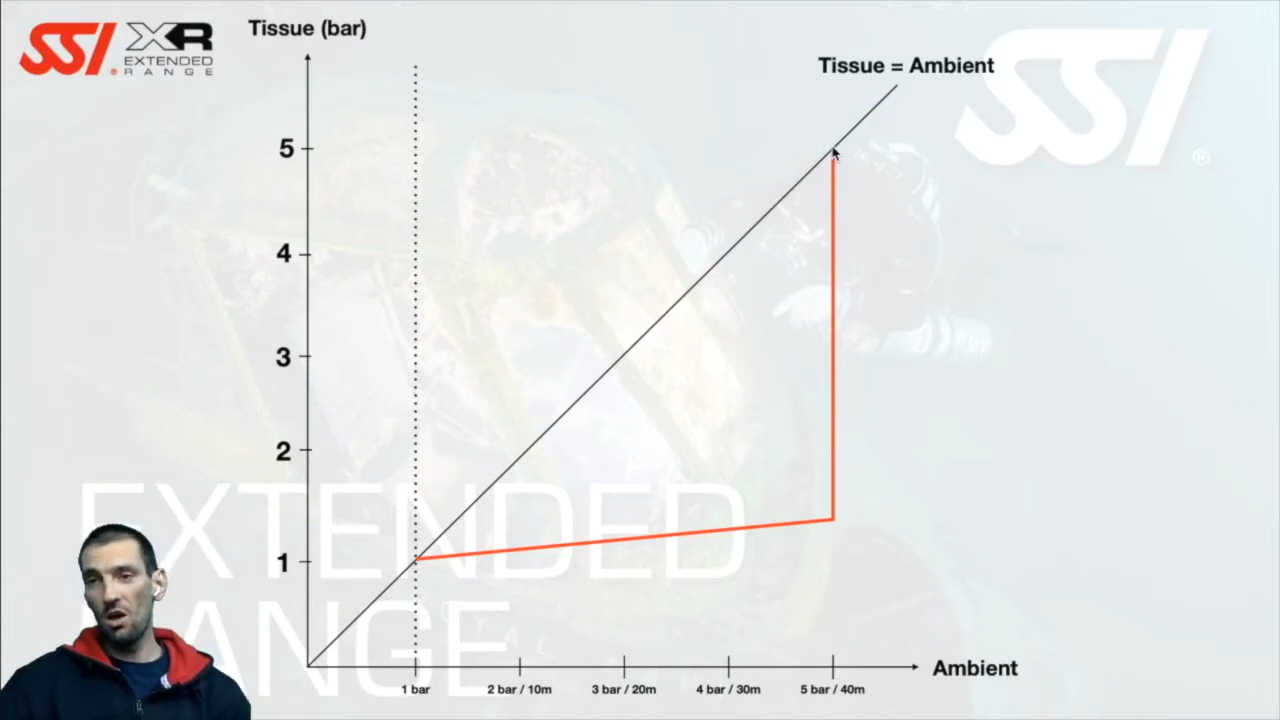 SSI
XR
EXTENDED
RANGE
Tissue (bar)
Tissue = Ambient
SSI
®
5
4
3
2
1
EXTENDED
RANGE
Ambient
1 bar
2 bar / 10m
3 bar / 20m
4 bar / 30m
5 bar / 40m